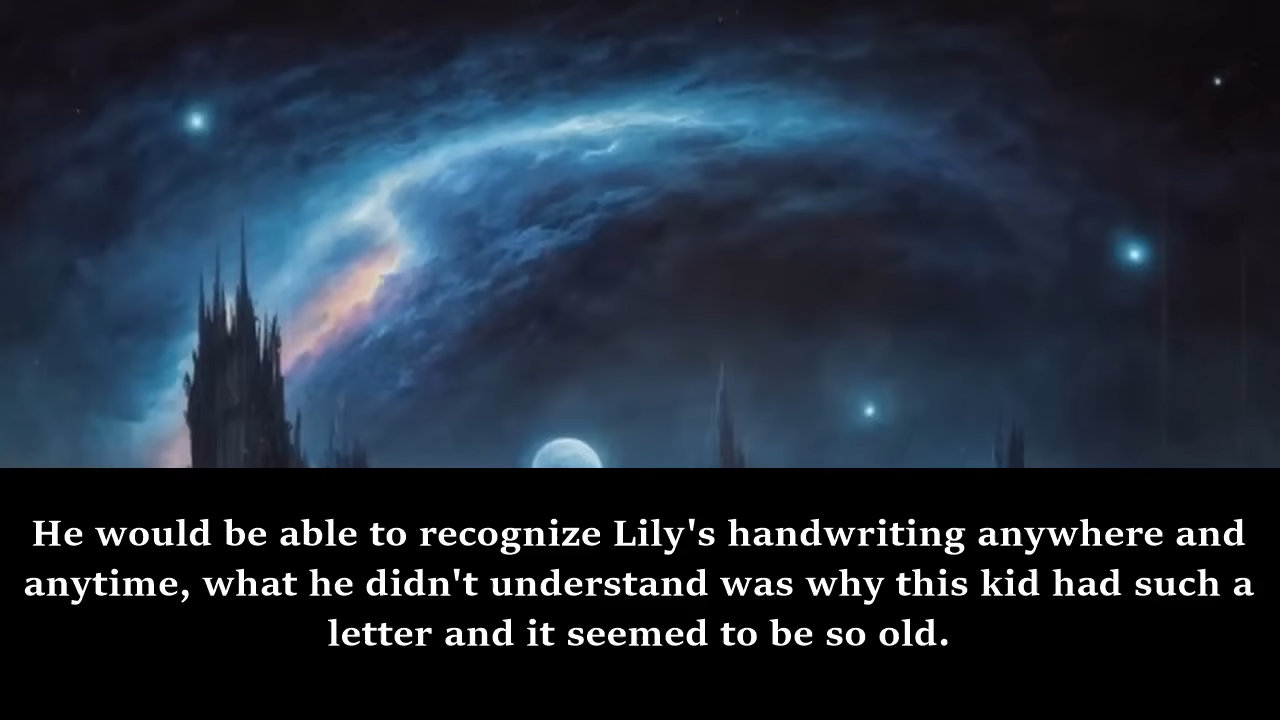 He would be able to recognize Lily's handwriting anywhere and
anytime, what he didn't understand was why this kid had such a
letter and it seemed to be so old.